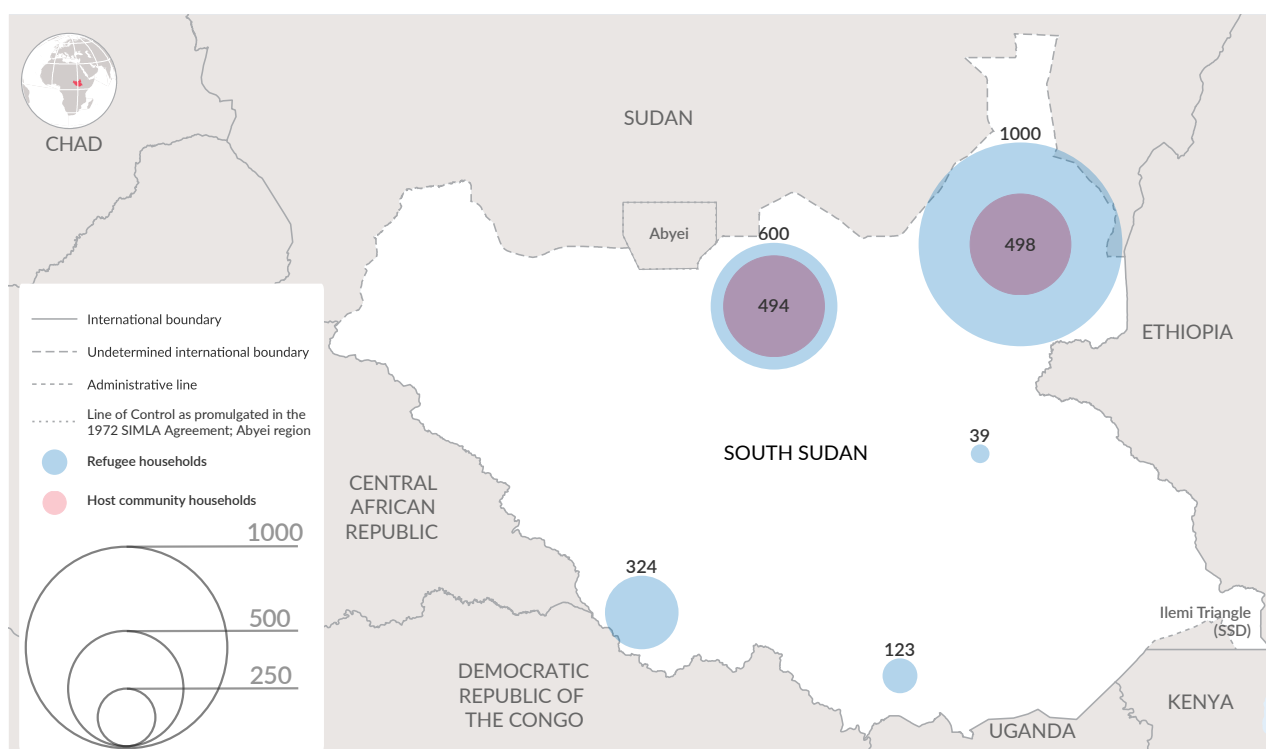 CHAD
SUDAN
1000
498
Abyei
600
494
ETHIOPIA
39
SOUTH SUDAN
CENTRAL
AFRICAN
REPUBLIC
324
Ilemi Triangle
(SSD)
123
DEMOCRATIC
REPUBLIC OF
THE CONGO
KENYA
UGANDA
International boundary
Undetermined international boundary
Administrative line
Line of Control as promulgated in the
1972 SIMLA Agreement; Abyei region
Refugee households
Host community households
1000
500
250